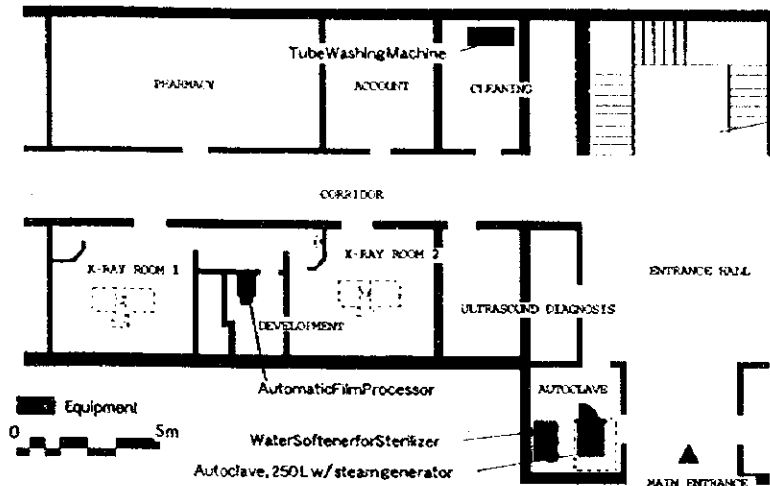 TubeWashingMachine
PHARMACY
ACCOUNT
CLEANING
CORRIDOR
X-RAY ROOM 1
X-RAY ROOM 2
ENTRANCE HALL
ULTRASOUND DIAGNOSIS
DEVELOPMENT
AutomaticFilmProcessor
AUTOCLAVE
Equipment
0 5m
WaterSoftenerforSterilizer
Autoclave, 250L w/steamgenerator
MAIN ENTRANCE